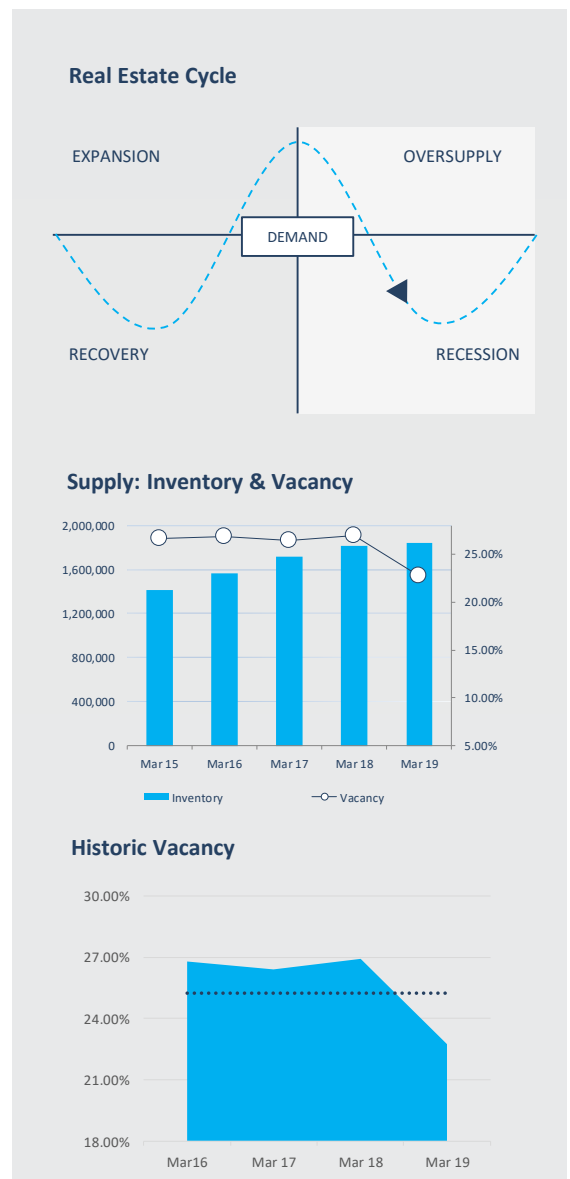 Real Estate Cycle
EXPANSION OVERSUPPLY
DEMAND
RECOVERY RECESSION
Supply: Inventory & Vacancy
2,000,000
25.00%
1,600,000
20.00%
1,200,000
15.00%
800,000
10.00%
400,000
0 5.00%
Mar 15 Mar16 Mar 17 Mar 18 Mar 19
Inventory Vacancy
Historic Vacancy
30.00%
27.00%
24.00%
21.00%
18.00%
Mar16 Mar 17 Mar 18 Mar 19